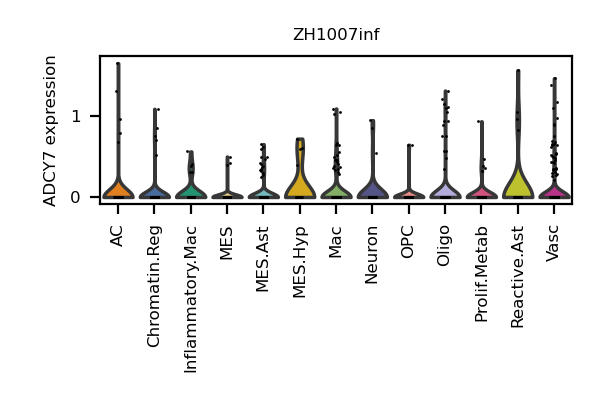 ZH1007inf
ADCY7 expression
1
0
AC
Chromatin.Reg
Inflammatory.Mac
MES
MES.Ast
MES.Hyp
Mac
Neuron
OPC
Oligo
Prolif.Metab
Reactive.Ast
Vasc